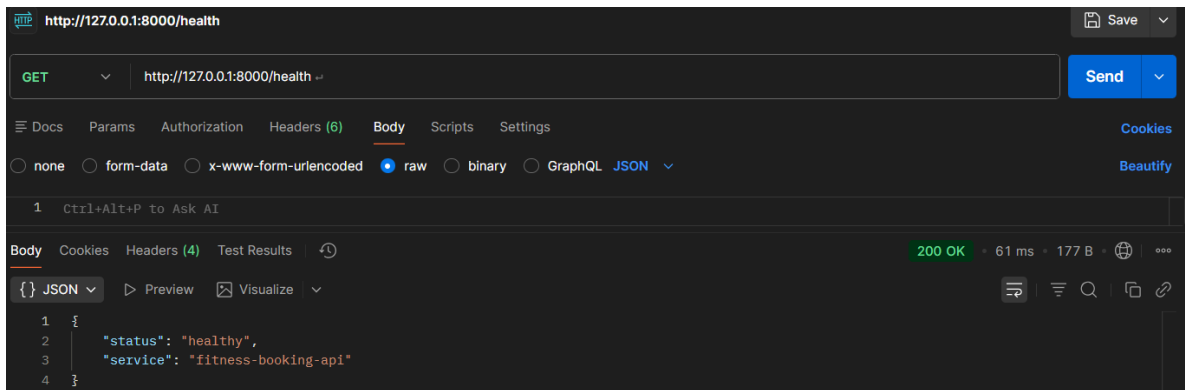 HTTP http://127.0.0.1:8000/health Save
GET http://127.0.0.1:8000/health Send
Docs Params Authorization Headers (6) Body Scripts Settings Cookies
none form-data x-www-form-urlencoded raw binary GraphQL JSON Beautify
1 Ctrl+Alt+P to Ask AI
Body Cookies Headers (4) Test Results 200 OK 61 ms 177 B
{} JSON Preview Visualize
1 {
2 "status": "healthy",
3 "service": "fitness-booking-api"
4 }